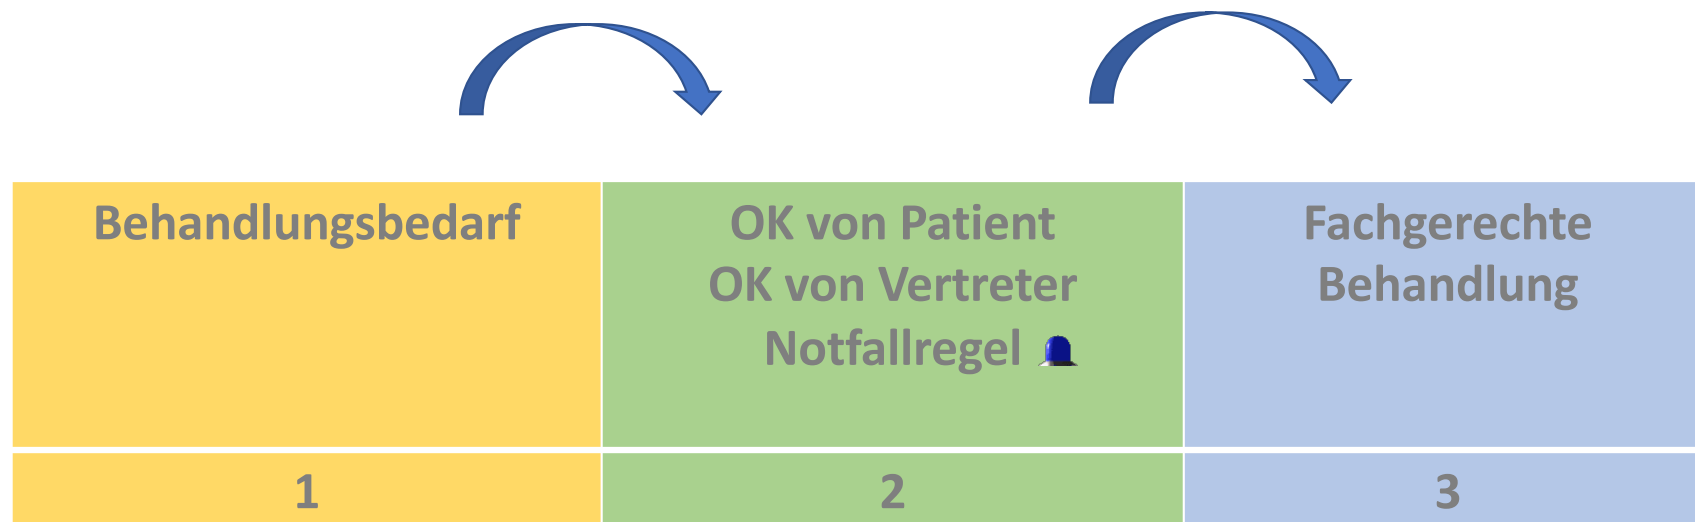 Behandlungsbedarf
OK von Patient
OK von Vertreter
Notfallregel
Fachgerechte
Behandlung
1
2
3